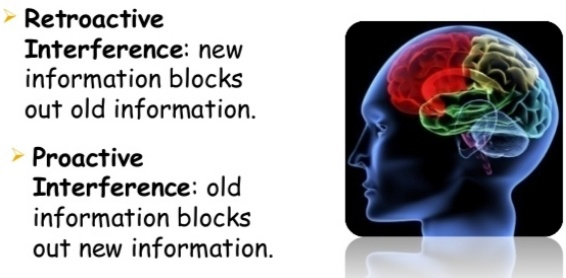 Retroactive
Interference: new
information blocks
out old information.
Proactive
Interference: old
information blocks
out new information.